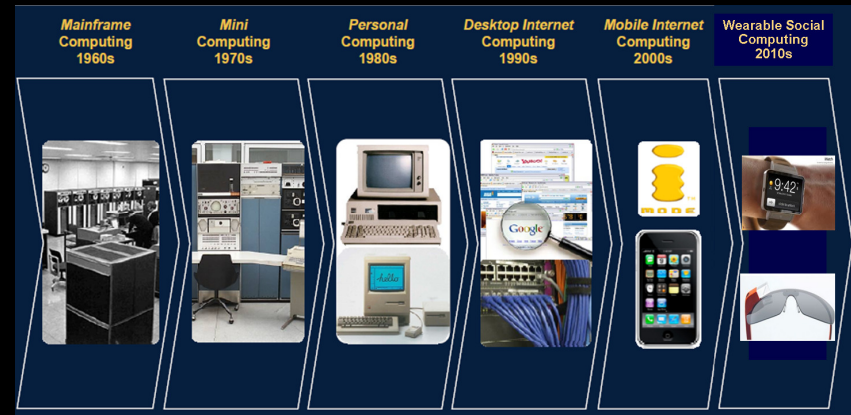 Mainframe
Computing
1960s
Mini
Computing
1970s
Personal
Computing
1980s
Desktop Internet
Computing
1990s
Mobile Internet
Computing
2000s
Wearable Social
Computing
2010s
hello
YAHOO!
Google
9:42